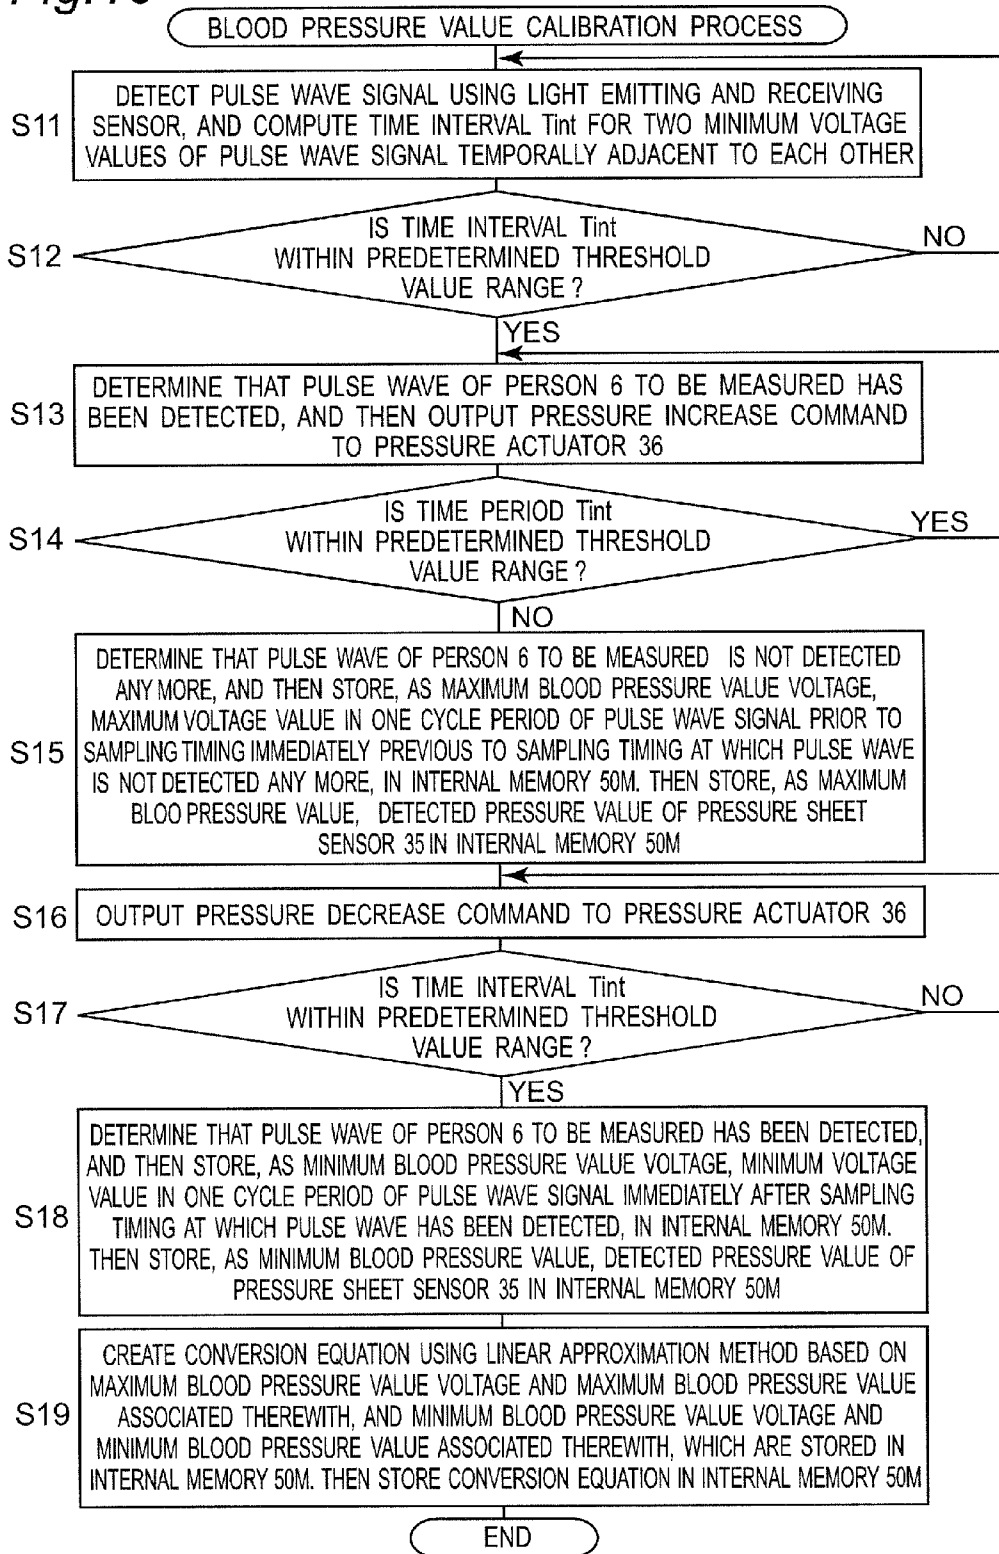 BLOOD PRESSURE VALUE CALIBRATION PROCESS
S11
DETECT PULSE WAVE SIGNAL USING LIGHT EMITTING AND RECEIVING
SENSOR, AND COMPUTE TIME INTERVAL Tint FOR TWO MINIMUM VOLTAGE
VALUES OF PULSE WAVE SIGNAL TEMPORALLY ADJACENT TO EACH OTHER
S12
IS TIME INTERVAL Tint
WITHIN PREDETERMINED THRESHOLD
VALUE RANGE ?
NO
YES
S13
DETERMINE THAT PULSE WAVE OF PERSON 6 TO BE MEASURED HAS
BEEN DETECTED, AND THEN OUTPUT PRESSURE INCREASE COMMAND
TO PRESSURE ACTUATOR 36
S14
IS TIME PERIOD Tint
WITHIN PREDETERMINED THRESHOLD
VALUE RANGE ?
YES
NO
S15
DETERMINE THAT PULSE WAVE OF PERSON 6 TO BE MEASURED IS NOT DETECTED
ANY MORE, AND THEN STORE, AS MAXIMUM BLOOD PRESSURE VALUE VOLTAGE,
MAXIMUM VOLTAGE VALUE IN ONE CYCLE PERIOD OF PULSE WAVE SIGNAL PRIOR TO
SAMPLING TIMING IMMEDIATELY PREVIOUS TO SAMPLING TIMING AT WHICH PULSE WAVE
IS NOT DETECTED ANY MORE, IN INTERNAL MEMORY 50M. THEN STORE, AS MAXIMUM
BLOO PRESSURE VALUE, DETECTED PRESSURE VALUE OF PRESSURE SHEET
SENSOR 35 IN INTERNAL MEMORY 50M
S16
OUTPUT PRESSURE DECREASE COMMAND TO PRESSURE ACTUATOR 36
S17
IS TIME INTERVAL Tint
WITHIN PREDETERMINED THRESHOLD
VALUE RANGE ?
NO
YES
S18
DETERMINE THAT PULSE WAVE OF PERSON 6 TO BE MEASURED HAS BEEN DETECTED,
AND THEN STORE, AS MINIMUM BLOOD PRESSURE VALUE VOLTAGE, MINIMUM VOLTAGE
VALUE IN ONE CYCLE PERIOD OF PULSE WAVE SIGNAL IMMEDIATELY AFTER SAMPLING
TIMING AT WHICH PULSE WAVE HAS BEEN DETECTED, IN INTERNAL MEMORY 50M.
THEN STORE, AS MINIMUM BLOOD PRESSURE VALUE, DETECTED PRESSURE VALUE OF
PRESSURE SHEET SENSOR 35 IN INTERNAL MEMORY 50M
S19
CREATE CONVERSION EQUATION USING LINEAR APPROXIMATION METHOD BASED ON
MAXIMUM BLOOD PRESSURE VALUE VOLTAGE AND MAXIMUM BLOOD PRESSURE VALUE
ASSOCIATED THEREWITH, AND MINIMUM BLOOD PRESSURE VALUE VOLTAGE AND
MINIMUM BLOOD PRESSURE VALUE ASSOCIATED THEREWITH, WHICH ARE STORED IN
INTERNAL MEMORY 50M. THEN STORE CONVERSION EQUATION IN INTERNAL MEMORY 50M
END